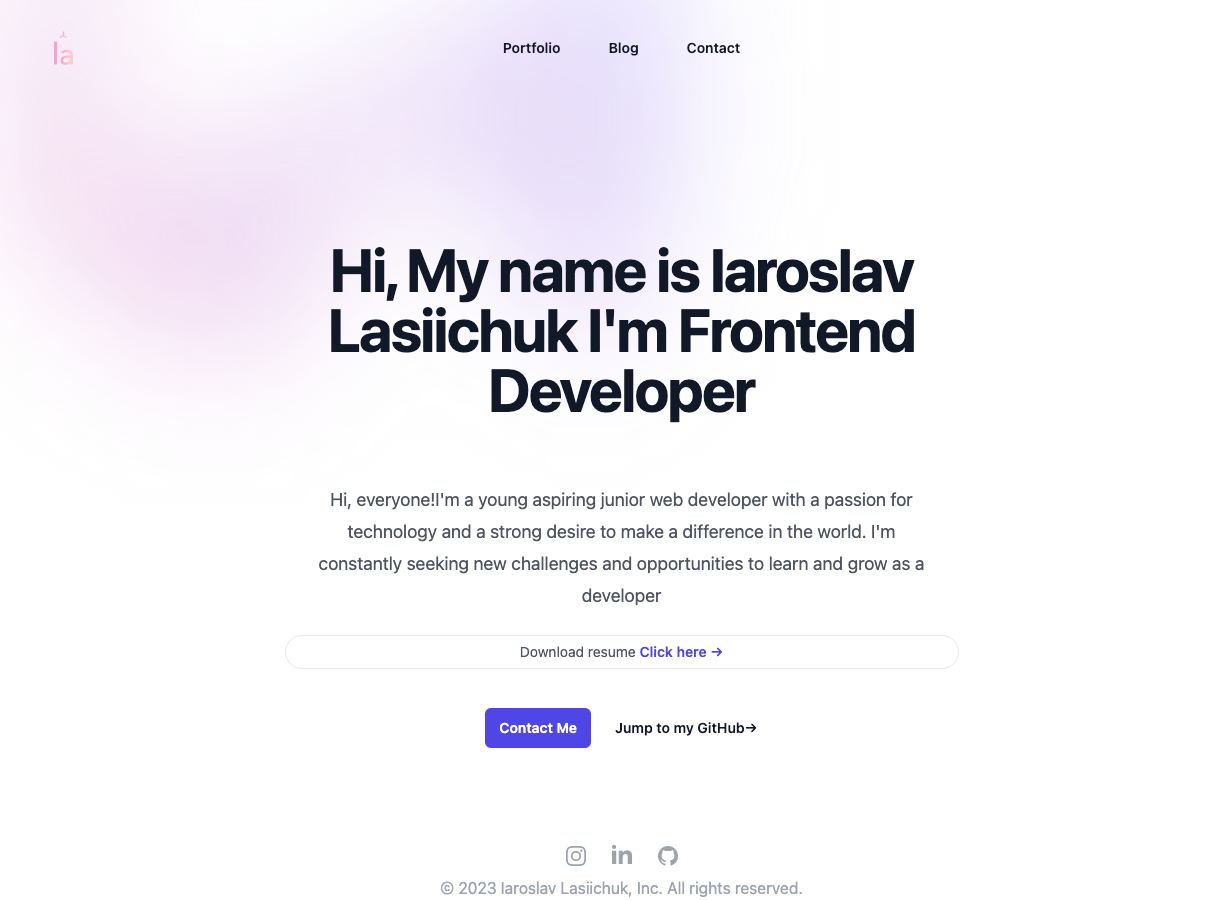 la
Portfolio Blog Contact
Hi, My name is Iaroslav
Lasiichuk I'm Frontend
Developer
Hi, everyone!I'm a young aspiring junior web developer with a passion for
technology and a strong desire to make a difference in the world. I'm
constantly seeking new challenges and opportunities to learn and grow as a
developer
Download resume Click here →
Contact Me Jump to my GitHub→
in
© 2023 Iaroslav Lasiichuk, Inc. All rights reserved.